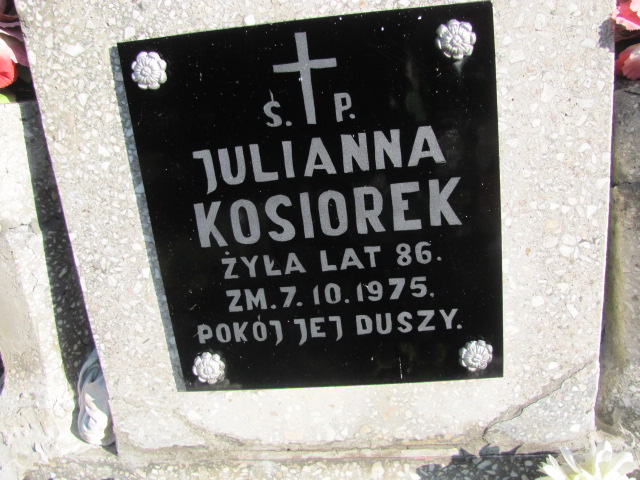 Ś. P.
JULIANNA
KOSIOREK
ŻYŁA LAT 86.
ZM. 7. 10. 1975.
POKÓJ JEJ DUSZY.